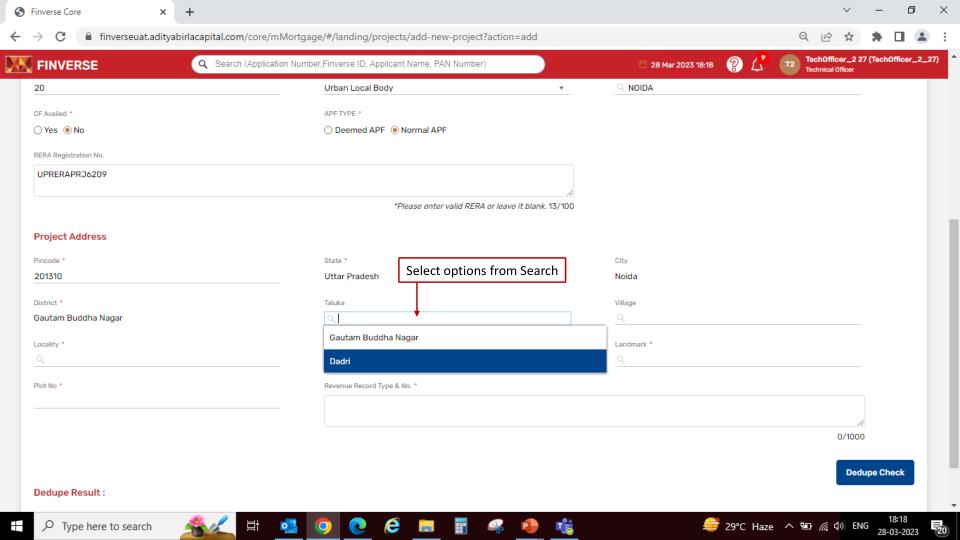 Finverse Core
finverseuat.adityabirlacapital.com/core/mMortgage/#/landing/projects/add-new-project?action=add
FINVERSE
Search (Application Number,Finverse ID, Applicant Name, PAN Number)
28 Mar 2023 18:18
T2
TechOfficer_2 27 (TechOfficer_2_27)
Technical Officer
20
Urban Local Body
NOIDA
CF Availed *
APF TYPE *
Yes
No
Deemed APF
Normal APF
RERA Registration No.
UPRERAPRJ6209
*Please enter valid RERA or leave it blank. 13/100
Project Address
Pincode *
State *
City
201310
Uttar Pradesh
Select options from Search
Noida
District *
Taluka
Village
Gautam Buddha Nagar
Gautam Buddha Nagar
Locality *
Landmark *
Dadri
Plot No *
Revenue Record Type & No. *
0/1000
Dedupe Check
Dedupe Result :
Type here to search
29°C Haze
ENG
18:18
28-03-2023
20